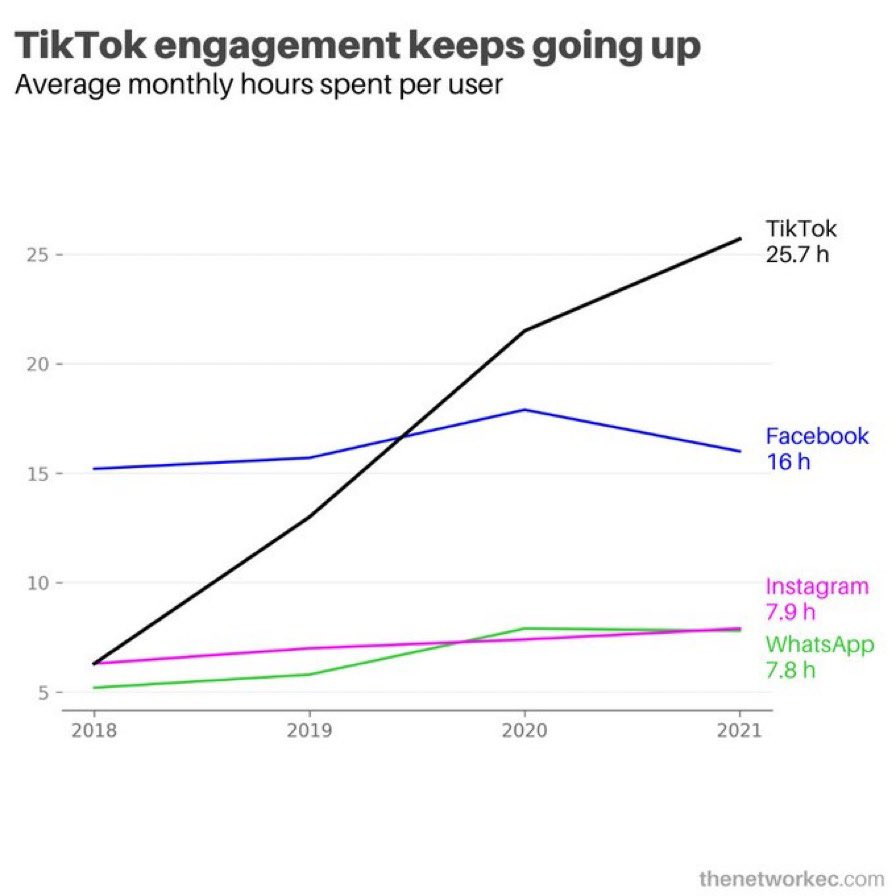 TikTok engagement keeps going up
Average monthly hours spent per user
TikTok
25.7 h
25
20
Facebook
16 h
15
10
Instagram
7.9 h
WhatsApp
7.8 h
5
2018 2019 2020 2021
thenetworkec.com